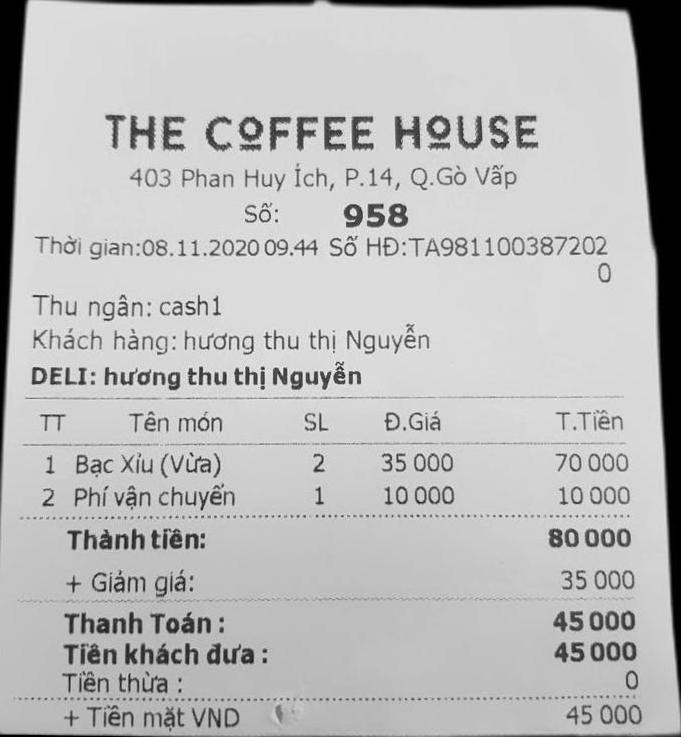 THE COFFEE HOUSE
403 Phan Huy Ích, P.14, Q.Gò Vấp
Số: 958
Thời gian:08.11.2020 09.44 Số HĐ:TA981100387202
0
Thu ngân: cash1
Khách hàng: hương thu thị Nguyễn
DELI: hương thu thị Nguyễn
TT Tên món SL Đ.Giá T.Tiền
1 Bạc Xỉu (Vừa) 2 35 000 70 000
2 Phí vận chuyển 1 10 000 10 000
Thành tiền: 80 000
+ Giảm giá: 35 000
Thanh Toán : 45 000
Tiền khách đưa : 45 000
Tiền thừa : 0
+ Tiền mặt VND 45 000